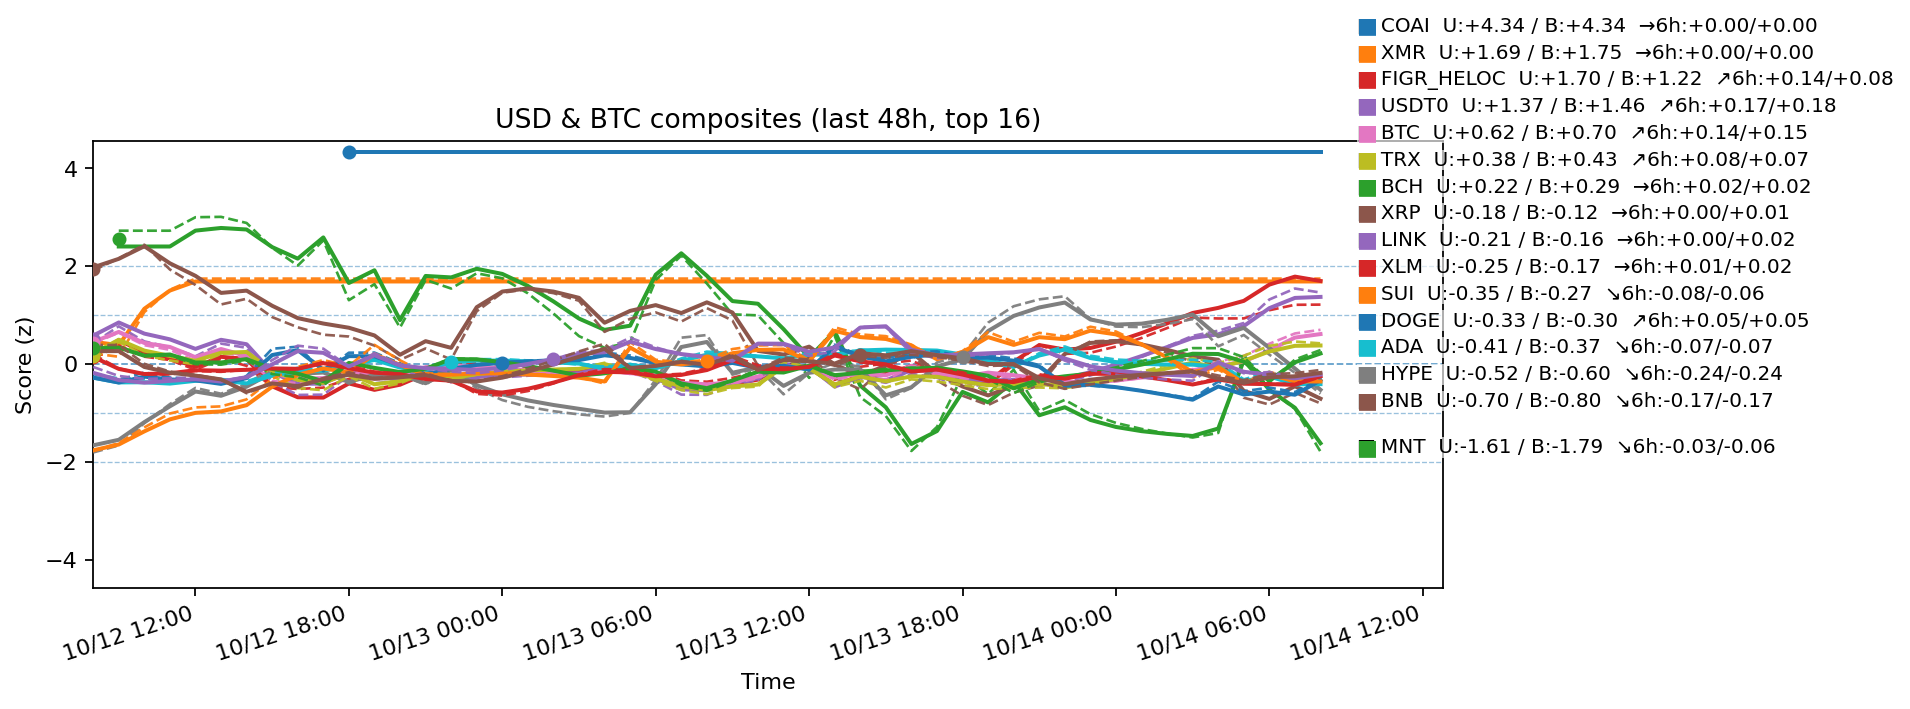 COAI  U:+4.34 / B:+4.34  →6h:+0.00/+0.00
XMR  U:+1.69 / B:+1.75  →6h:+0.00/+0.00
FIGR_HELOC  U:+1.70 / B:+1.22  ↗6h:+0.14/+0.08
USDT0  U:+1.37 / B:+1.46  ↗6h:+0.17/+0.18
BTC  U:+0.62 / B:+0.70  ↗6h:+0.14/+0.15
TRX  U:+0.38 / B:+0.43  ↗6h:+0.08/+0.07
BCH  U:+0.22 / B:+0.29  →6h:+0.02/+0.02
XRP  U:-0.18 / B:-0.12  →6h:+0.00/+0.01
LINK  U:-0.21 / B:-0.16  →6h:+0.00/+0.02
XLM  U:-0.25 / B:-0.17  →6h:+0.01/+0.02
SUI  U:-0.35 / B:-0.27  ↘6h:-0.08/-0.06
DOGE  U:-0.33 / B:-0.30  ↗6h:+0.05/+0.05
ADA  U:-0.41 / B:-0.37  ↘6h:-0.07/-0.07
HYPE  U:-0.52 / B:-0.60  ↘6h:-0.24/-0.24
BNB  U:-0.70 / B:-0.80  ↘6h:-0.17/-0.17
MNT  U:-1.61 / B:-1.79  ↘6h:-0.03/-0.06
USD & BTC composites (last 48h, top 16)
Score (z)
4
2
0
−2
−4
10/12 12:00
10/12 18:00
10/13 00:00
10/13 06:00
10/13 12:00
10/13 18:00
10/14 00:00
10/14 06:00
10/14 12:00
Time